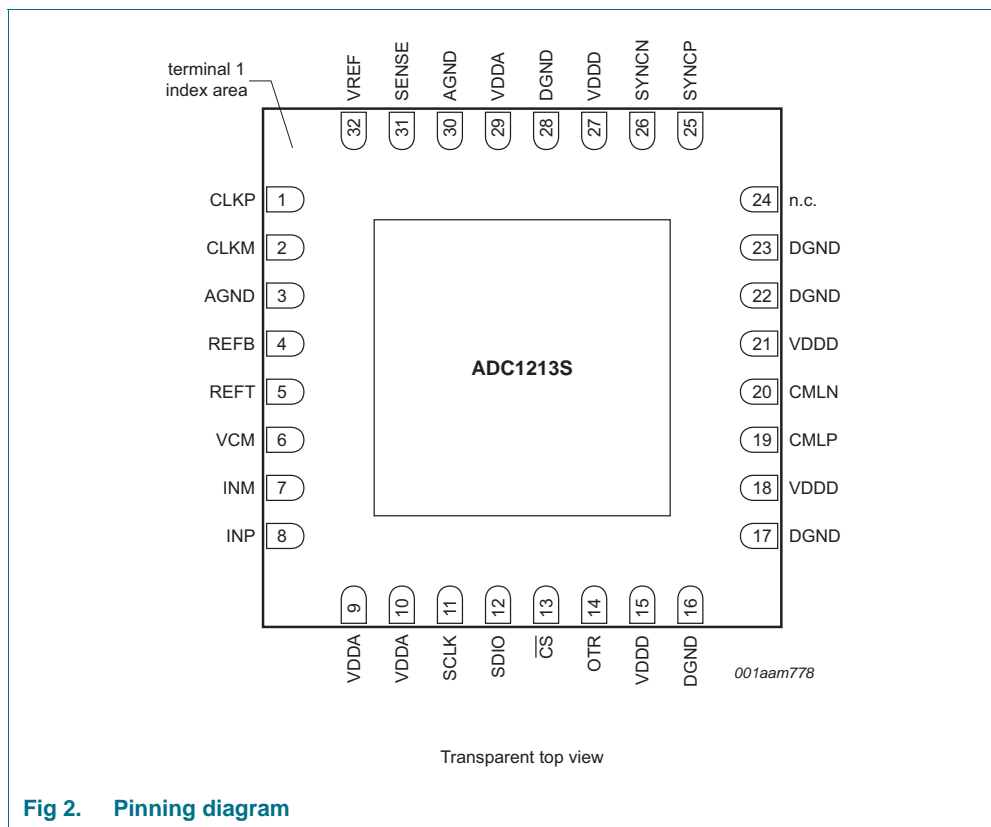 terminal 1
index area
VREF
SENSE
AGND
VDDA
DGND
VDDD
SYNCN
SYNCP
32
31
30
29
28
27
26
25
CLKP 1
CLKM 2
AGND 3
REFB 4
REFT 5
VCM 6
INM 7
INP 8
ADC1213S
24 n.c.
23 DGND
22 DGND
21 VDDD
20 CMLN
19 CMLP
18 VDDD
17 DGND
9
10
11
12
13
14
15
16
VDDA
VDDA
SCLK
SDIO
C̅S̅
OTR
VDDD
DGND
001aam778
Transparent top view
Fig 2. Pinning diagram